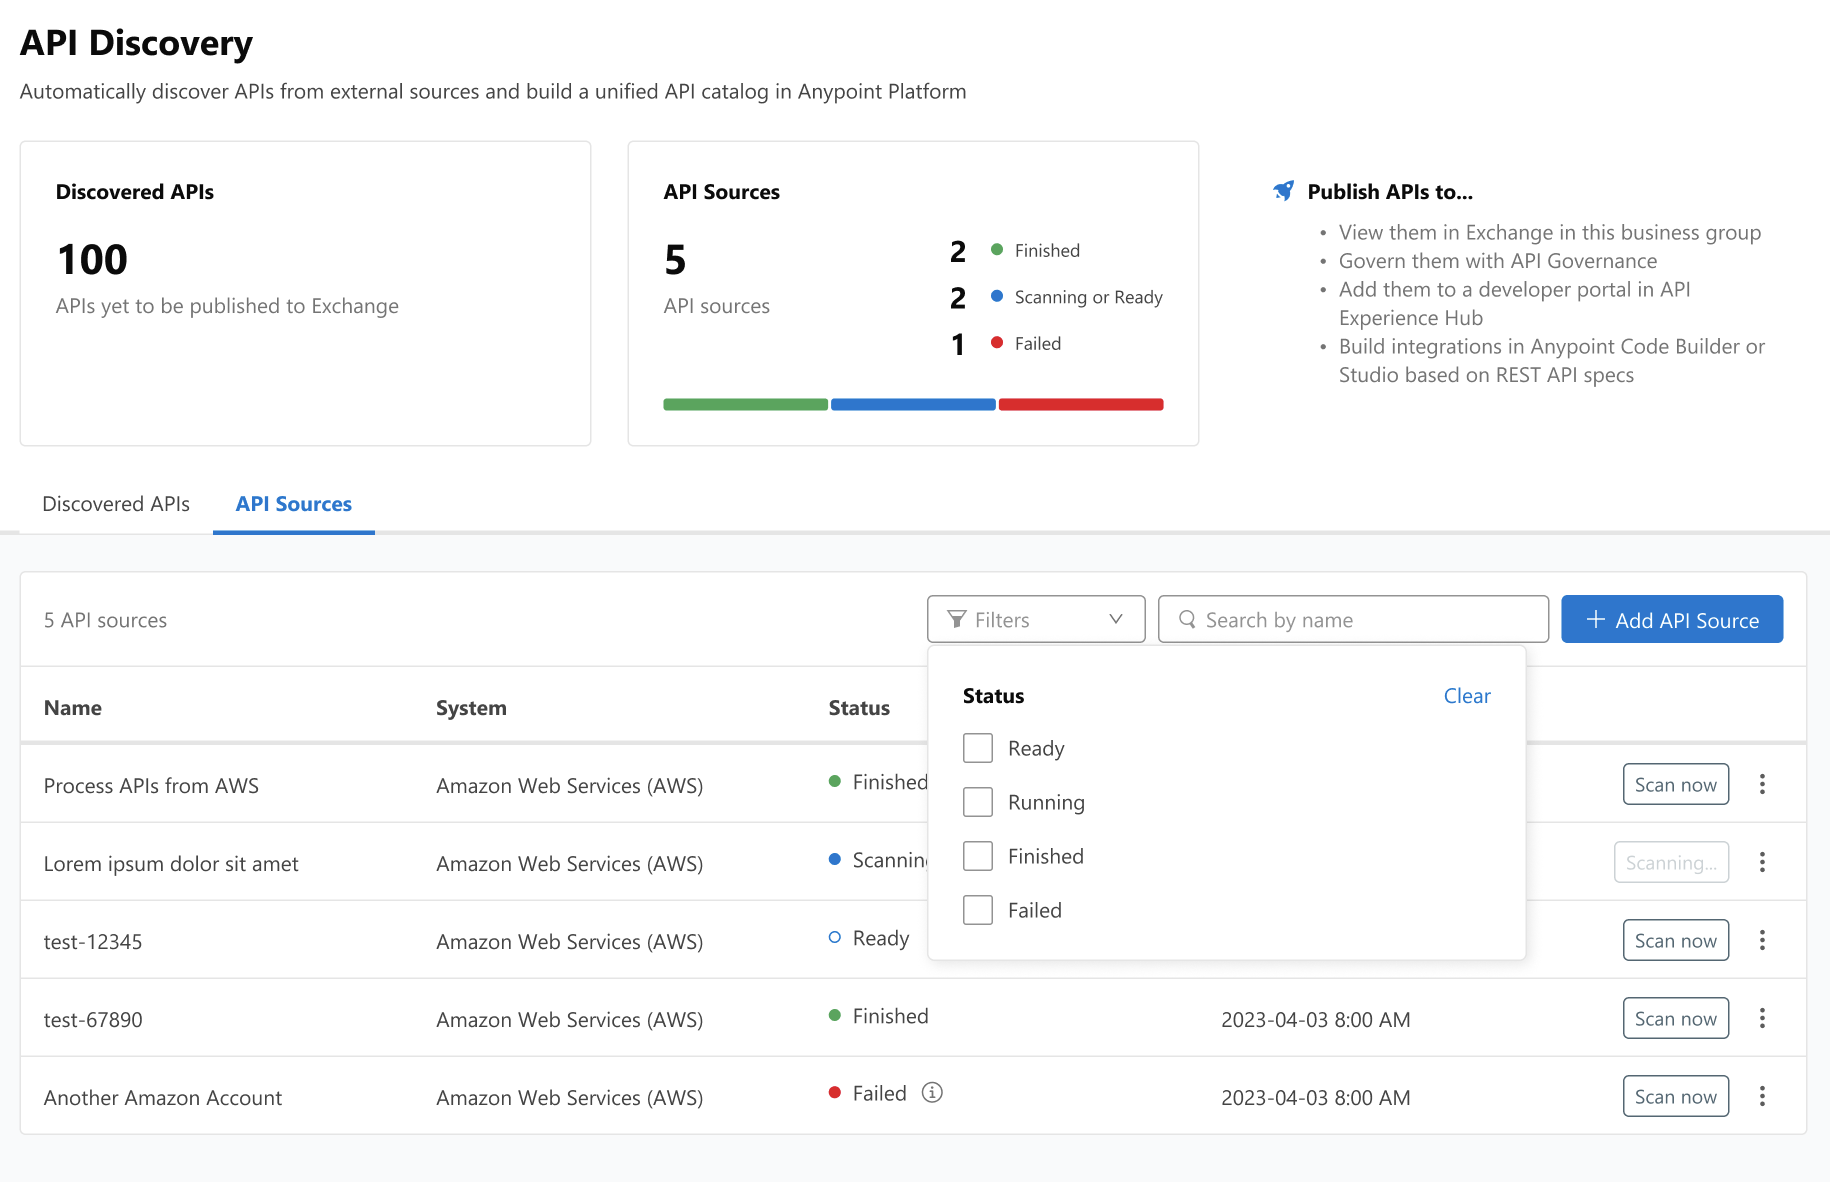 API Discovery
Automatically discover APIs from external sources and build a unified API catalog in Anypoint Platform
Discovered APIs
100
APIs yet to be published to Exchange
API Sources
5
API sources
2 Finished
2 Scanning or Ready
1 Failed
Publish APIs to...
• View them in Exchange in this business group
• Govern them with API Governance
• Add them to a developer portal in API
Experience Hub
• Build integrations in Anypoint Code Builder or
Studio based on REST API specs
Discovered APIs API Sources
5 API sources Filters Search by name + Add API Source
Status Clear
Ready
Running
Finished
Failed
Name System Status
Process APIs from AWS Amazon Web Services (AWS) Finished Scan now
Lorem ipsum dolor sit amet Amazon Web Services (AWS) Scannin Scanning...
test-12345 Amazon Web Services (AWS) Ready Scan now
test-67890 Amazon Web Services (AWS) Finished 2023-04-03 8:00 AM Scan now
Another Amazon Account Amazon Web Services (AWS) Failed 2023-04-03 8:00 AM Scan now